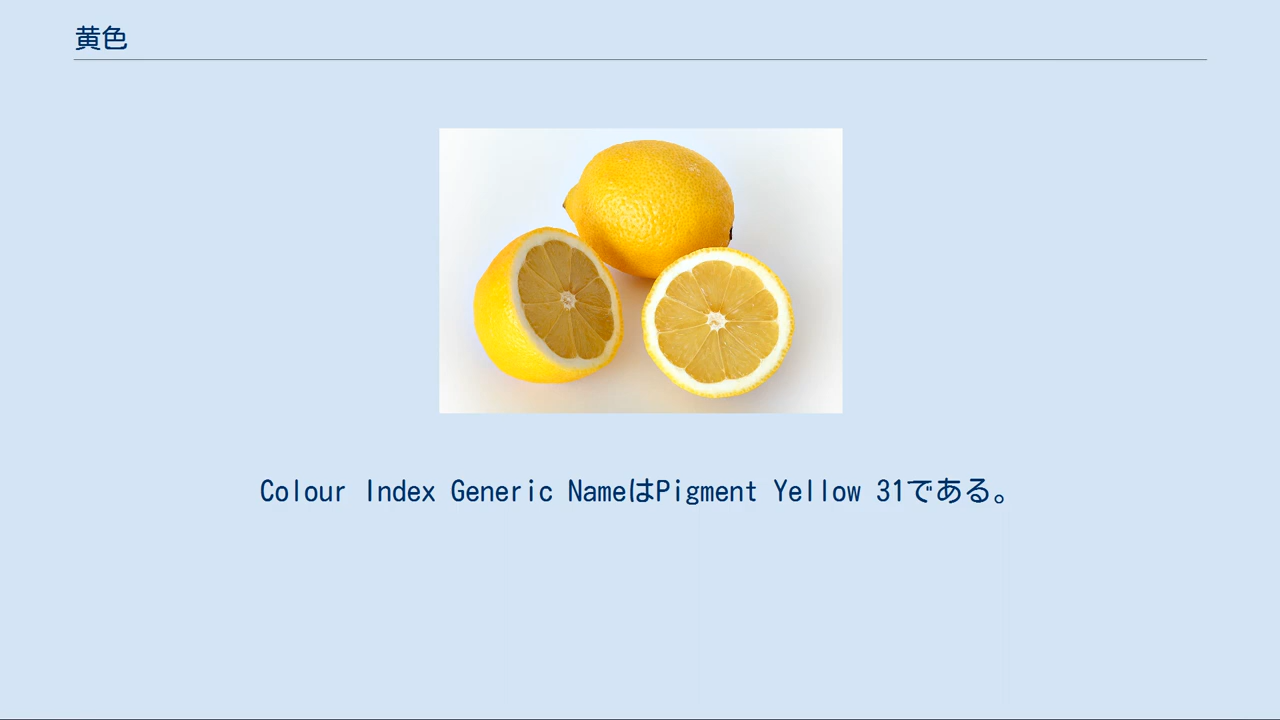 黄色
Colour Index Generic NameはPigment Yellow 31である。